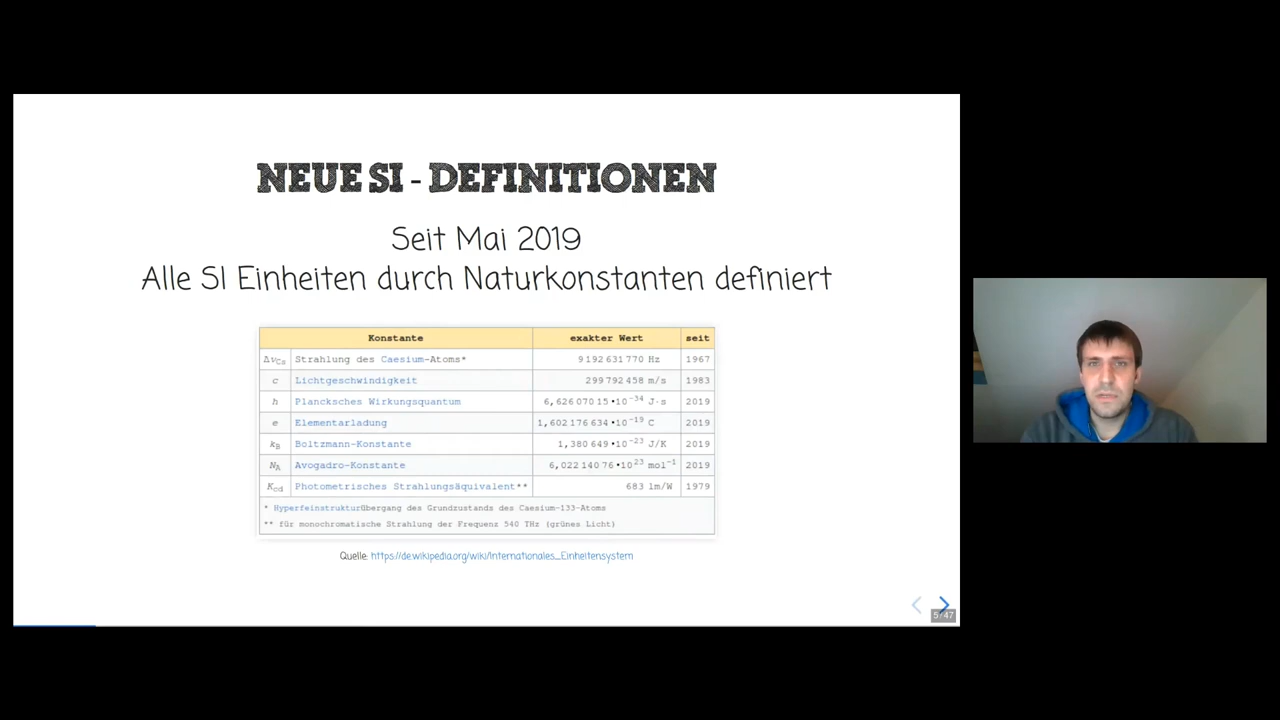 NEUE SI - DEFINITIONEN
Seit Mai 2019
Alle SI Einheiten durch Naturkonstanten definiert
Konstante exakter Wert seit
Δν_Cs Strahlung des Caesium-Atoms* 9 192 631 770 Hz 1967
c Lichtgeschwindigkeit 299 792 458 m/s 1983
h Plancksches Wirkungsquantum 6,626 070 15•10⁻³⁴ J·s 2019
e Elementarladung 1,602 176 634•10⁻¹⁹ C 2019
k_B Boltzmann-Konstante 1,380 649•10⁻²³ J/K 2019
N_A Avogadro-Konstante 6,022 140 76•10²³ mol⁻¹ 2019
K_cd Photometrisches Strahlungsäquivalent** 683 lm/W 1979
* Hyperfeinstrukturübergang des Grundzustands des Caesium-133-Atoms
** für monochromatische Strahlung der Frequenz 540 THz (grünes Licht)
Quelle: https://de.wikipedia.org/wiki/Internationales_Einheitensystem
5/47